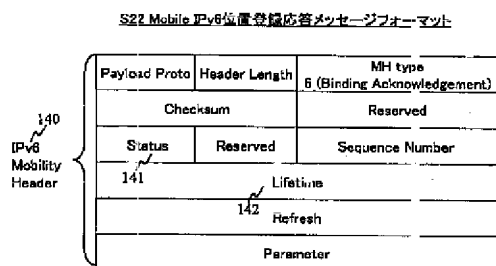 S22 Mobile IPv6位置登録応答メッセージフォーマット
Payload Proto
Header Length
MH type
6 (Binding Acknowledgement)
Checksum
Reserved
140
IPv6
Mobility
Header
Status
Reserved
Sequence Number
141
Lifetime
142
Refresh
Parameter